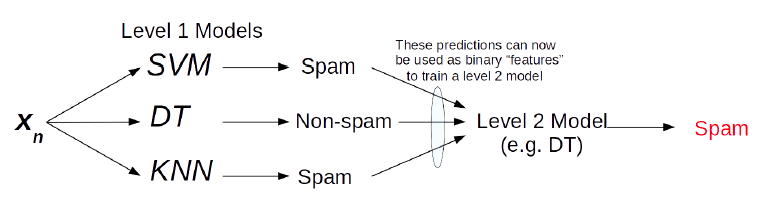 Level 1 Models
These predictions can now
be used as binary “features”
to train a level 2 model
SVM
Spam
xn
DT
Non-spam
Level 2 Model
(e.g. DT)
Spam
KNN
Spam